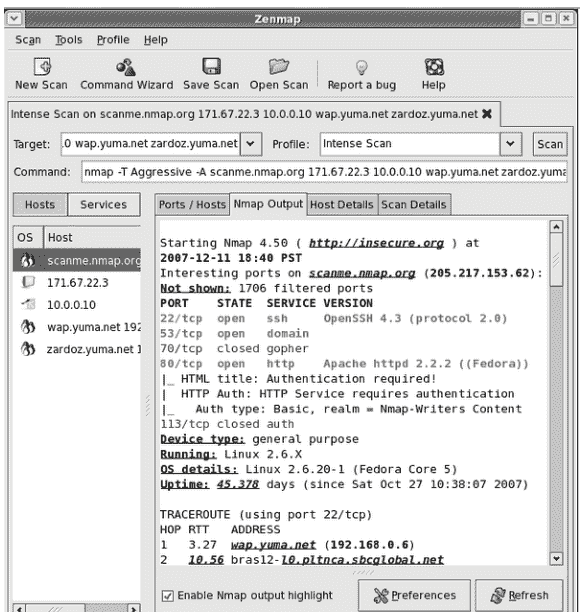 Zenmap
Scan Tools Profile Help
New Scan Command Wizard Save Scan Open Scan Report a bug Help
Intense Scan on scanme.nmap.org 171.67.22.3 10.0.0.10 wap.yuma.net zardoz.yuma.net
Target: .0 wap.yuma.net zardoz.yuma.net Profile: Intense Scan Scan
Command: nmap -T Aggressive -A scanme.nmap.org 171.67.22.3 10.0.0.10 wap.yuma.net zardoz.yuma
Hosts Services
OS Host
scanme.nmap.org
171.67.22.3
10.0.0.10
wap.yuma.net 192
zardoz.yuma.net 1
Ports / Hosts Nmap Output Host Details Scan Details
Starting Nmap 4.50 ( http://insecure.org ) at
2007-12-11 18:40 PST
Interesting ports on scanme.nmap.org (205.217.153.62):
Not shown: 1706 filtered ports
PORT STATE SERVICE VERSION
22/tcp open ssh OpenSSH 4.3 (protocol 2.0)
53/tcp open domain
70/tcp closed gopher
80/tcp open http Apache httpd 2.2.2 ((Fedora))
|_ HTML title: Authentication required!
| HTTP Auth: HTTP Service requires authentication
|_ Auth type: Basic, realm = Nmap-Writers Content
113/tcp closed auth
Device type: general purpose
Running: Linux 2.6.X
OS details: Linux 2.6.20-1 (Fedora Core 5)
Uptime: 45.378 days (since Sat Oct 27 10:38:07 2007)
TRACEROUTE (using port 22/tcp)
HOP RTT ADDRESS
1 3.27 wap.yuma.net (192.168.0.6)
2 10.56 bras12-l0.pltnca.sbcglobal.net
Enable Nmap output highlight Preferences Refresh